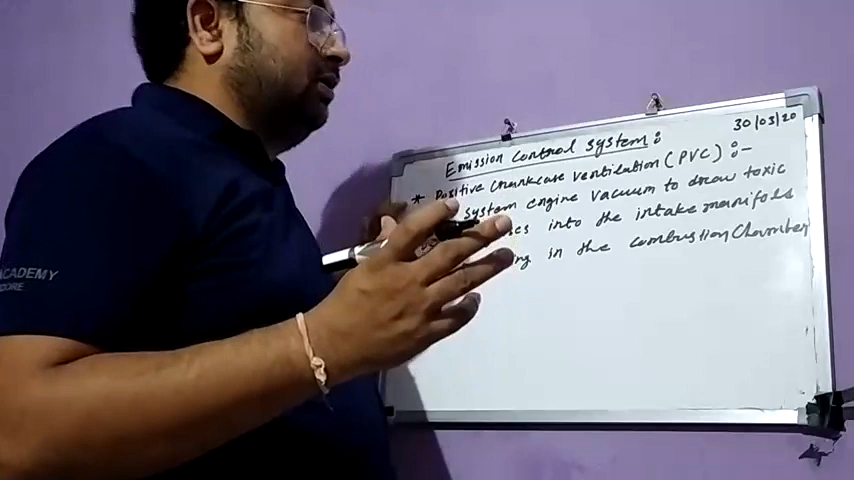 30/03/20
Emission Control System :
* Positive Crankcase Ventilation (PVC) :-
system engine Vacuum to draw toxic
into the intake manifolds
in the Combustion Chamber
ACADEMY